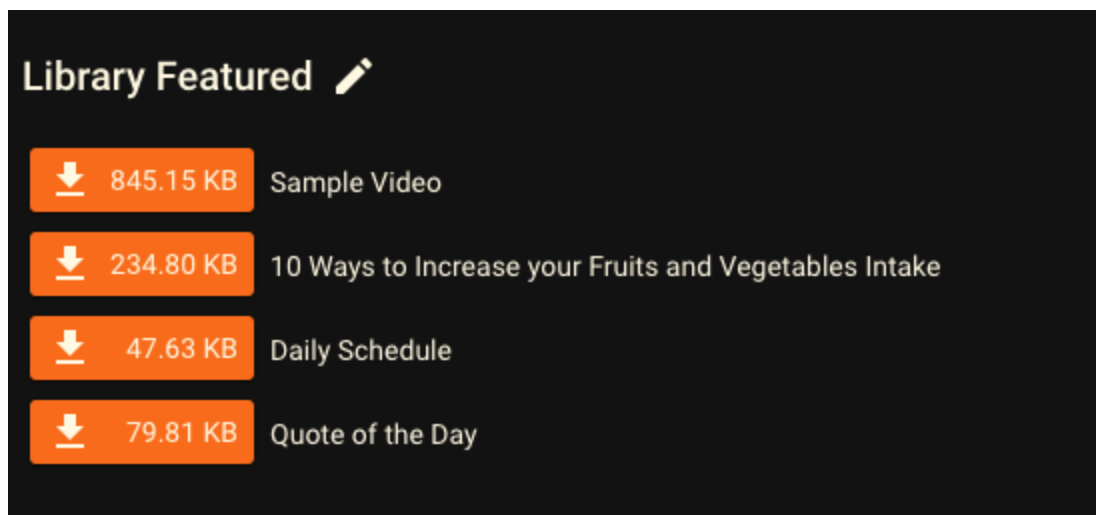 Library Featured
845.15 KB Sample Video
234.80 KB 10 Ways to Increase your Fruits and Vegetables Intake
47.63 KB Daily Schedule
79.81 KB Quote of the Day